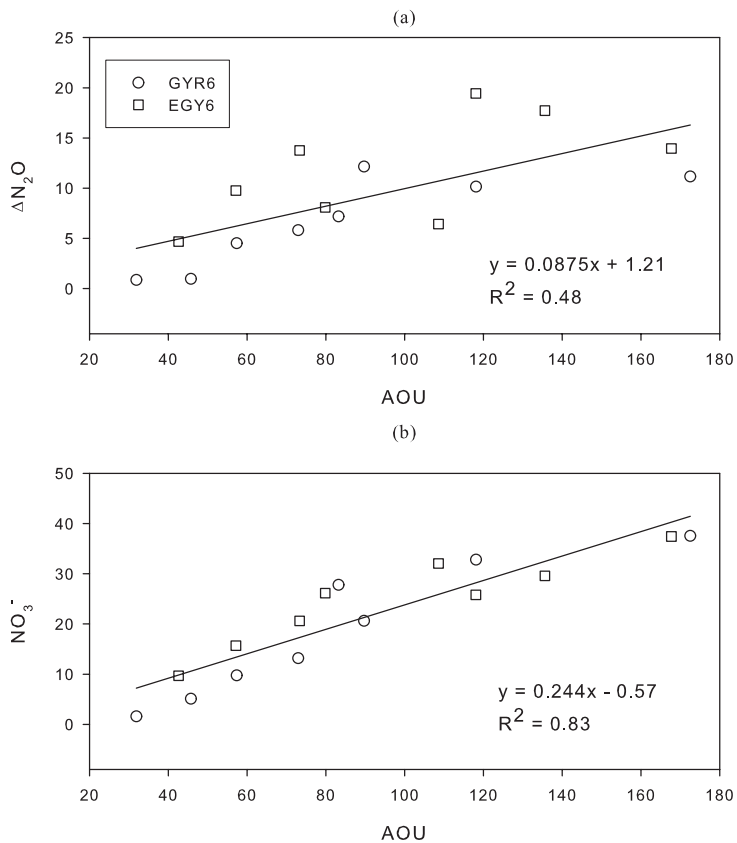 (a)
25
20
15
10
5
0
ΔN₂O
GYR6
EGY6
y = 0.0875x + 1.21
R² = 0.48
20 40 60 80 100 120 140 160 180
AOU
(b)
50
40
30
20
10
0
NO₃⁻
y = 0.244x - 0.57
R² = 0.83
20 40 60 80 100 120 140 160 180
AOU